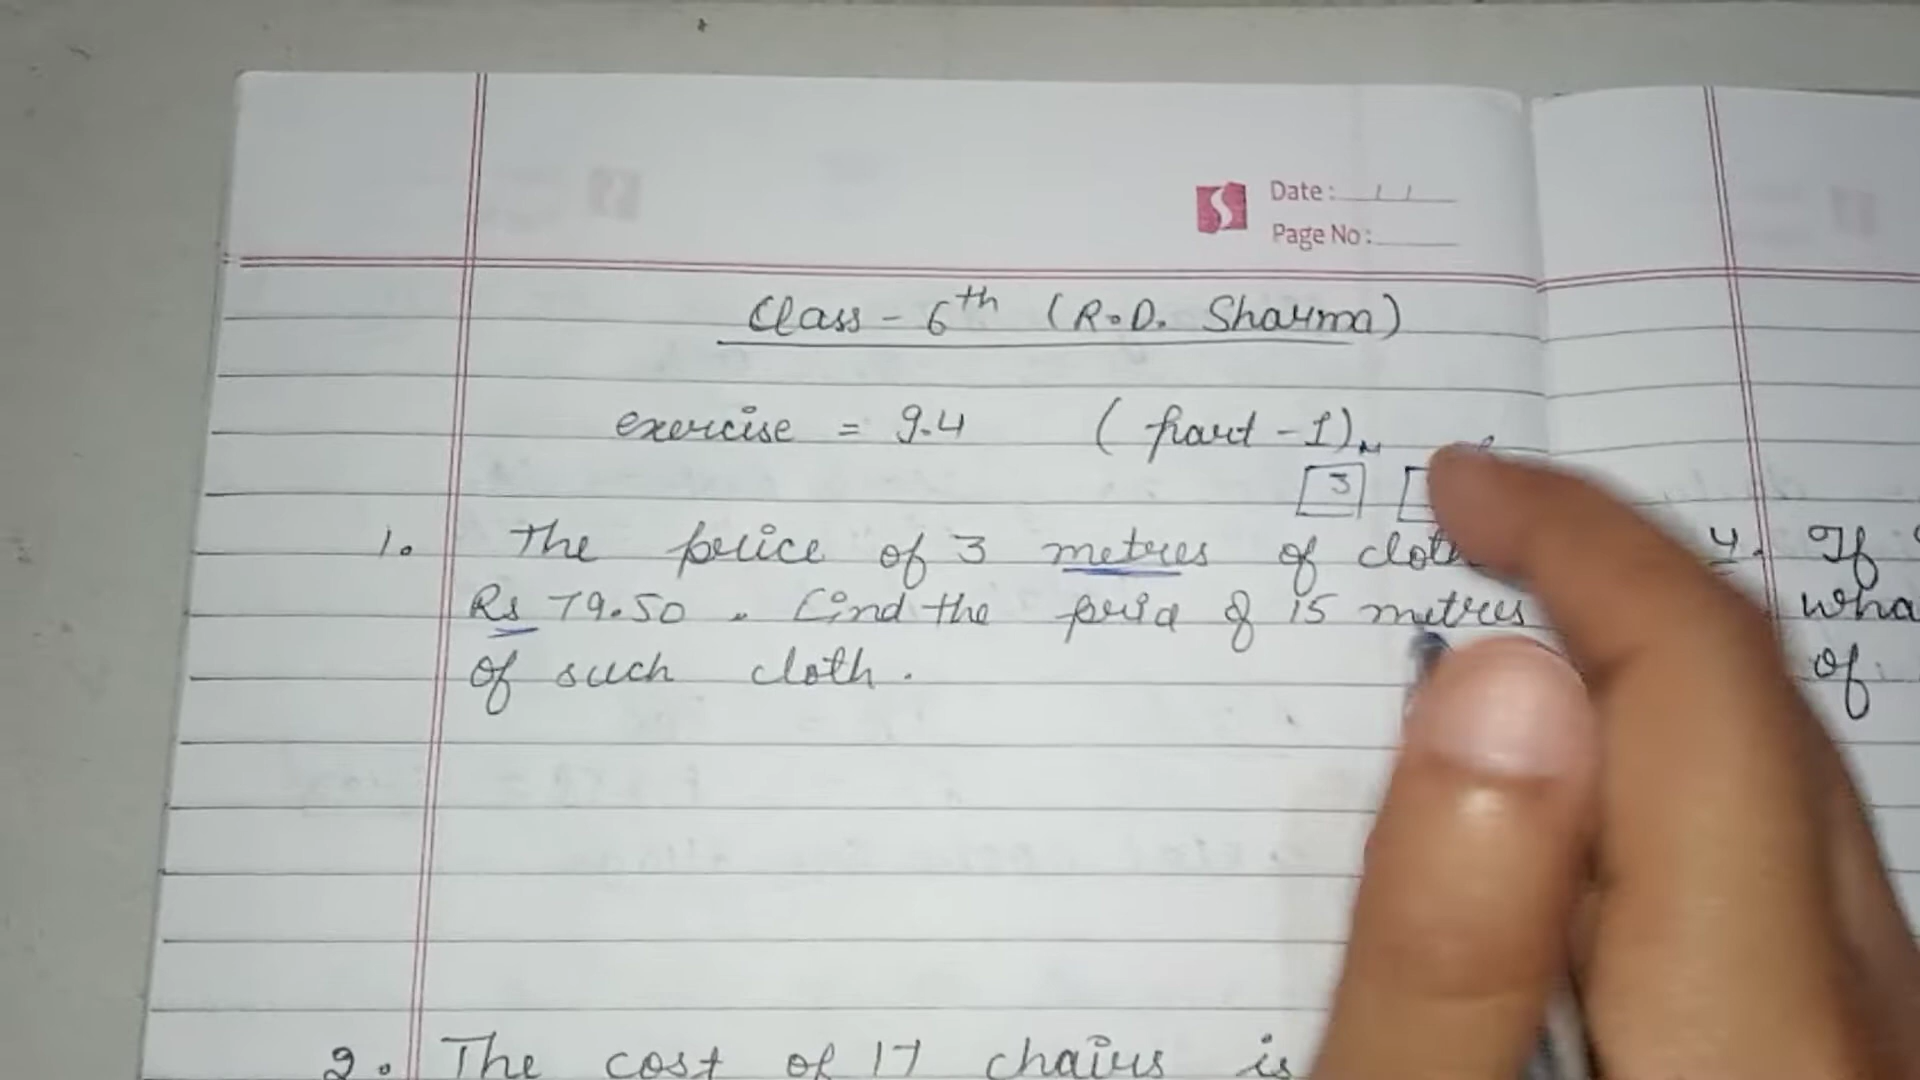 Date: / /
Page No:
Class - 6th (R.D. Sharma)
exercise = 9.4 (part - 1)
3
1. The price of 3 metres of cloth
Rs 79.50. Find the price of 15 metres
of such cloth.
2. The cost of 17 chairs is
4. If
wha
of